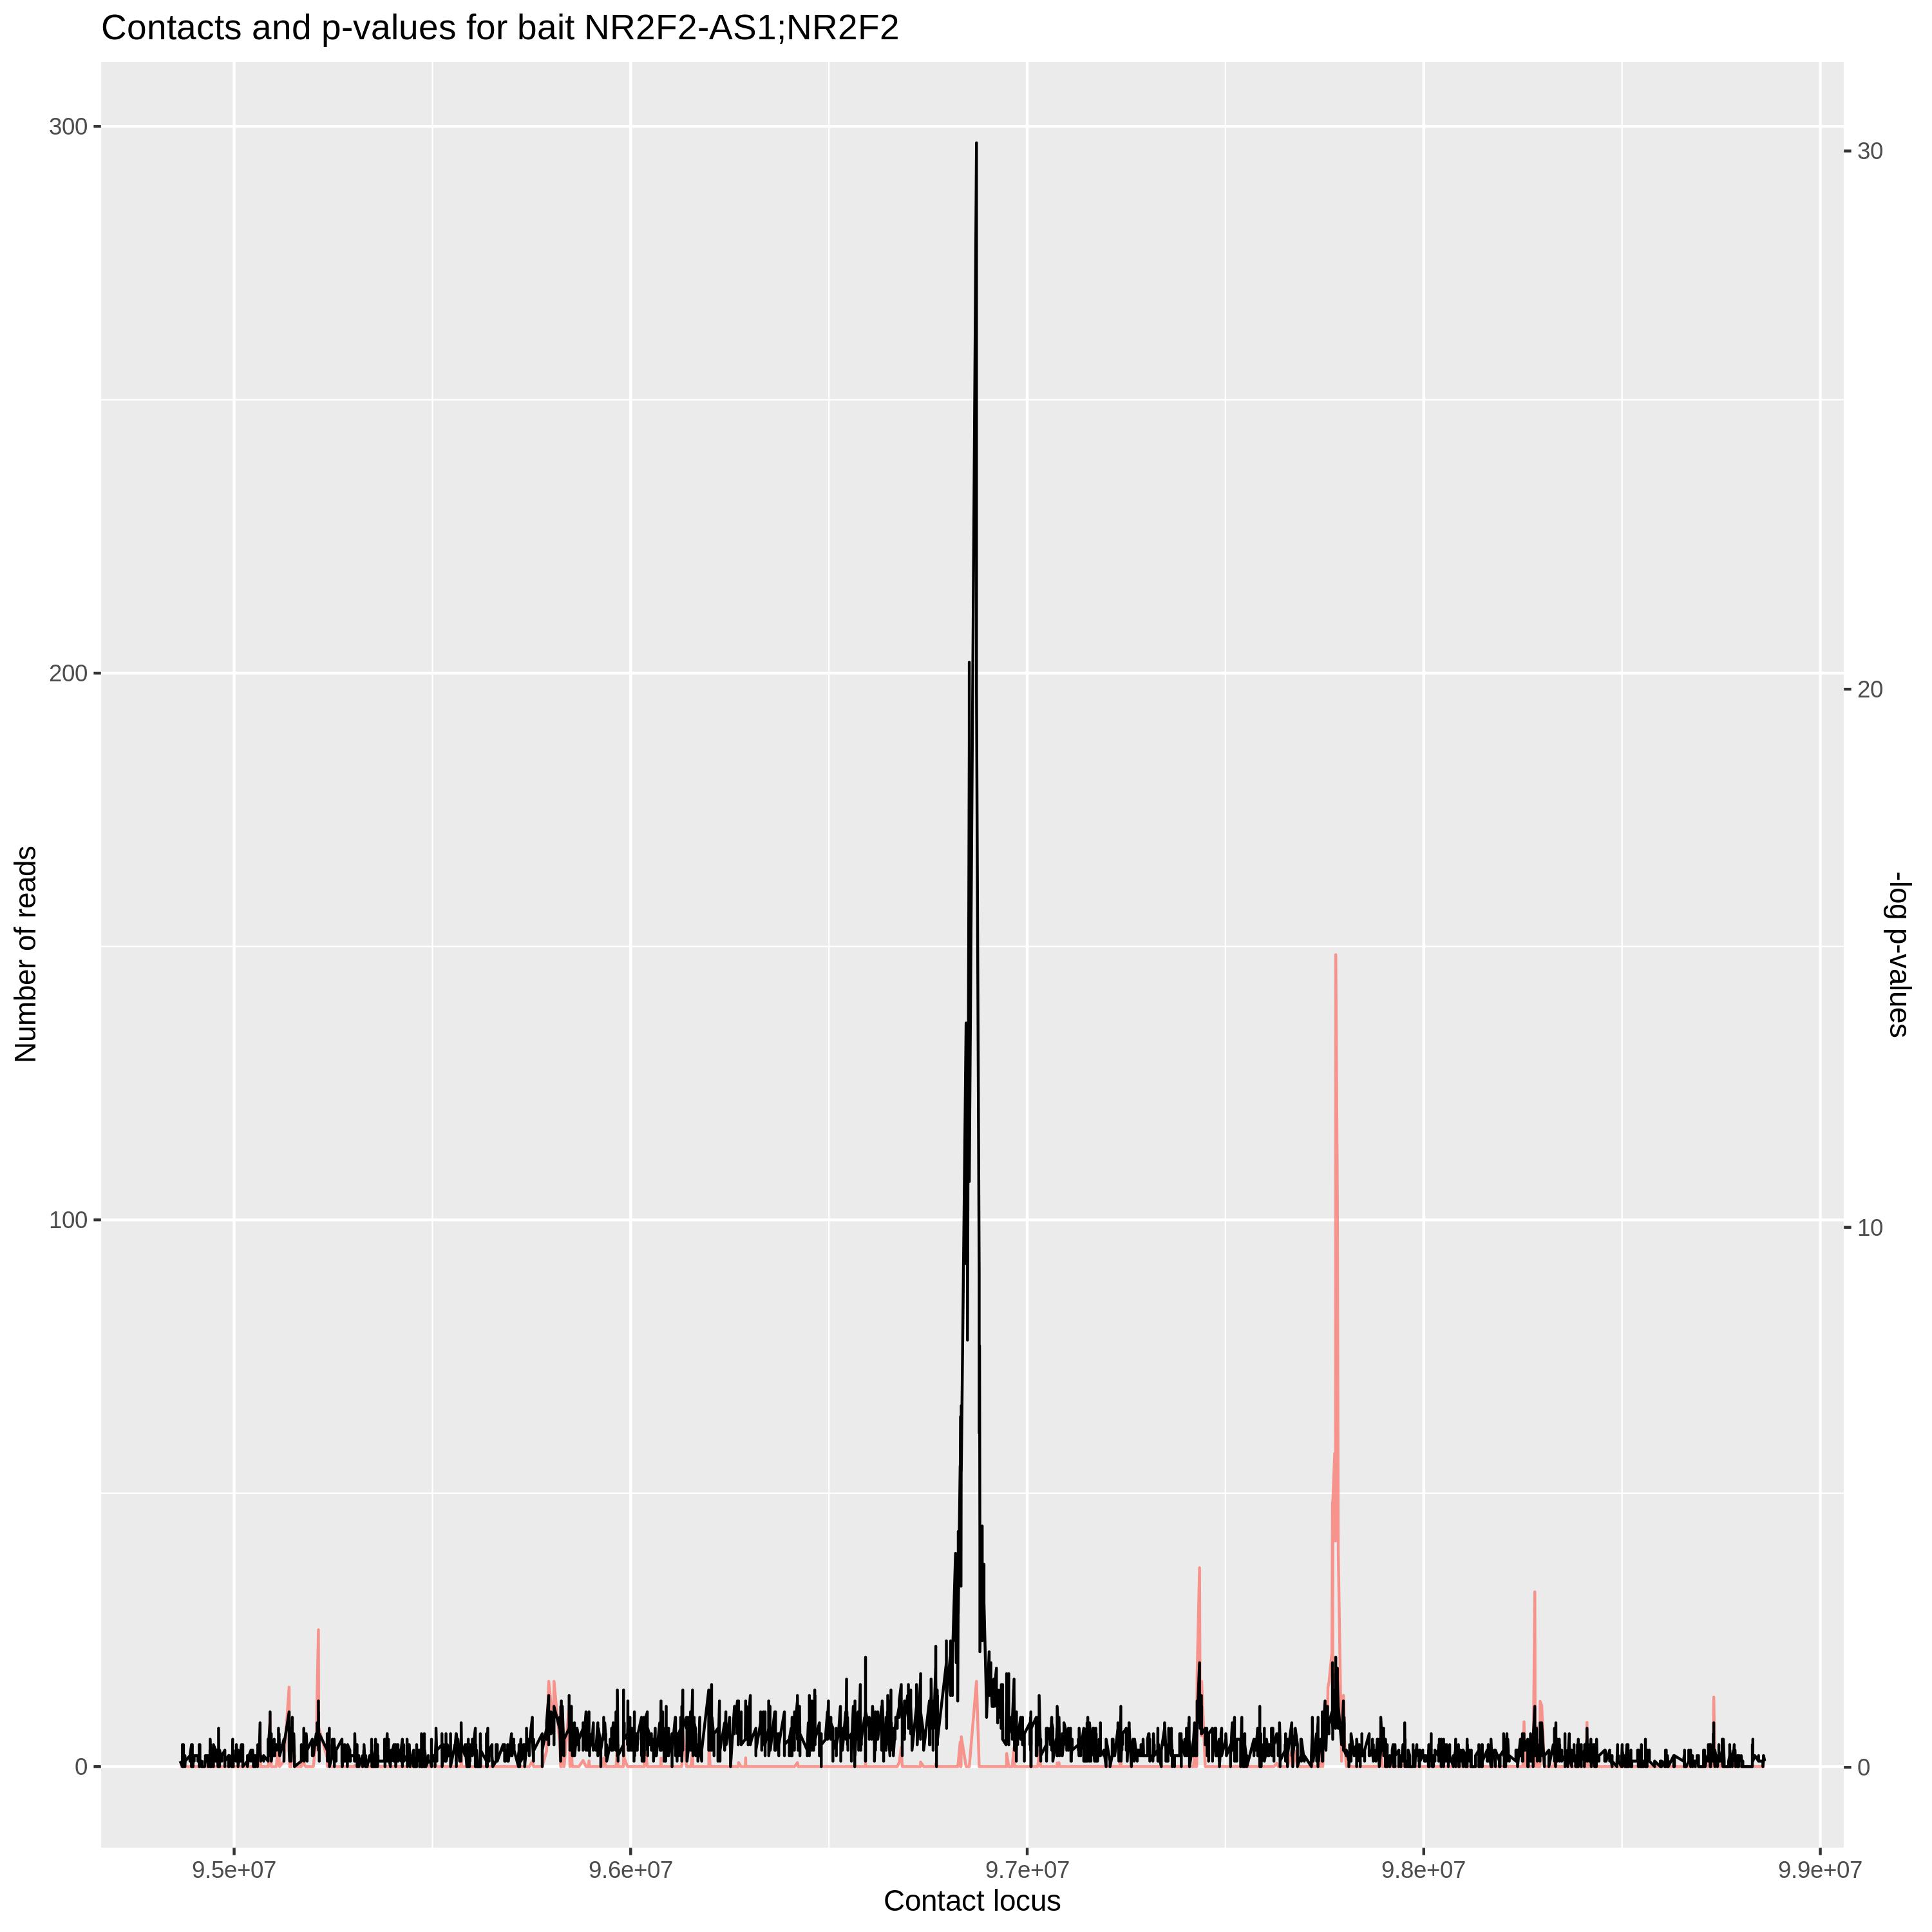 Contacts and p-values for bait NR2F2-AS1;NR2F2
300
200
100
0
Number of reads
30
20
10
0
-log p-values
9.5e+07
9.6e+07
9.7e+07
9.8e+07
9.9e+07
Contact locus